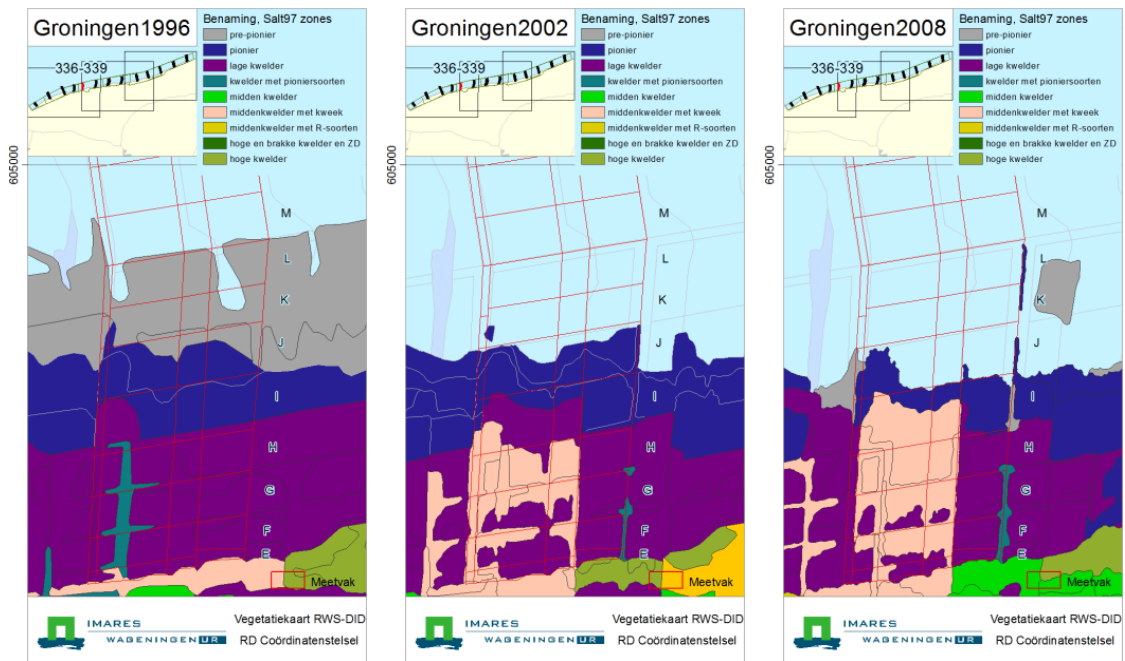 Groningen1996
Benaming, Salt97 zones
pre-pionier
pionier
lage kwelder
kwelder met pioniersoorten
midden kwelder
middenkwelder met kweek
middenkwelder met R-soorten
hoge en brakke kwelder en ZD
hoge kwelder
336-339
605000
M
L
K
J
I
H
G
F
E
Meetvak
IMARES
WAGENINGEN UR
Vegetatiekaart RWS-DID
RD Coördinatenstelsel
Groningen2002
Benaming, Salt97 zones
pre-pionier
pionier
lage kwelder
kwelder met pioniersoorten
midden kwelder
middenkwelder met kweek
middenkwelder met R-soorten
hoge en brakke kwelder en ZD
hoge kwelder
336-339
605000
M
L
K
J
I
H
G
F
E
Meetvak
IMARES
WAGENINGEN UR
Vegetatiekaart RWS-DID
RD Coördinatenstelsel
Groningen2008
Benaming, Salt97 zones
pre-pionier
pionier
lage kwelder
kwelder met pioniersoorten
midden kwelder
middenkwelder met kweek
middenkwelder met R-soorten
hoge en brakke kwelder en ZD
hoge kwelder
336-339
605000
M
L
K
J
I
H
G
F
E
Meetvak
IMARES
WAGENINGEN UR
Vegetatiekaart RWS-DID
RD Coördinatenstelsel